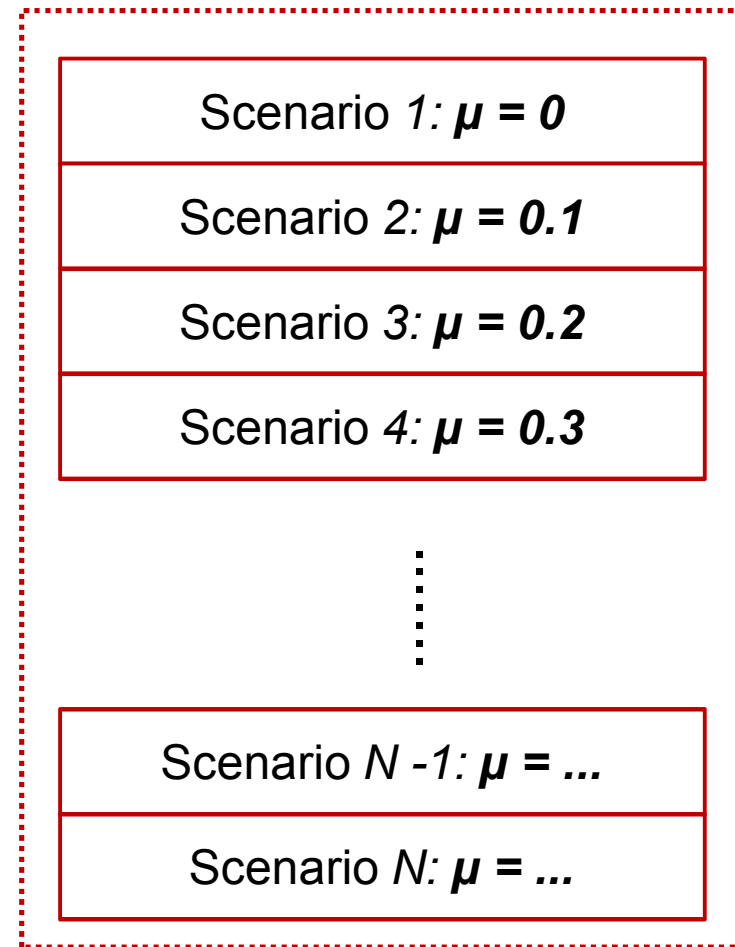 Scenario 1: μ = 0
Scenario 2: μ = 0.1
Scenario 3: μ = 0.2
Scenario 4: μ = 0.3
Scenario N -1: μ = ...
Scenario N: μ = ...